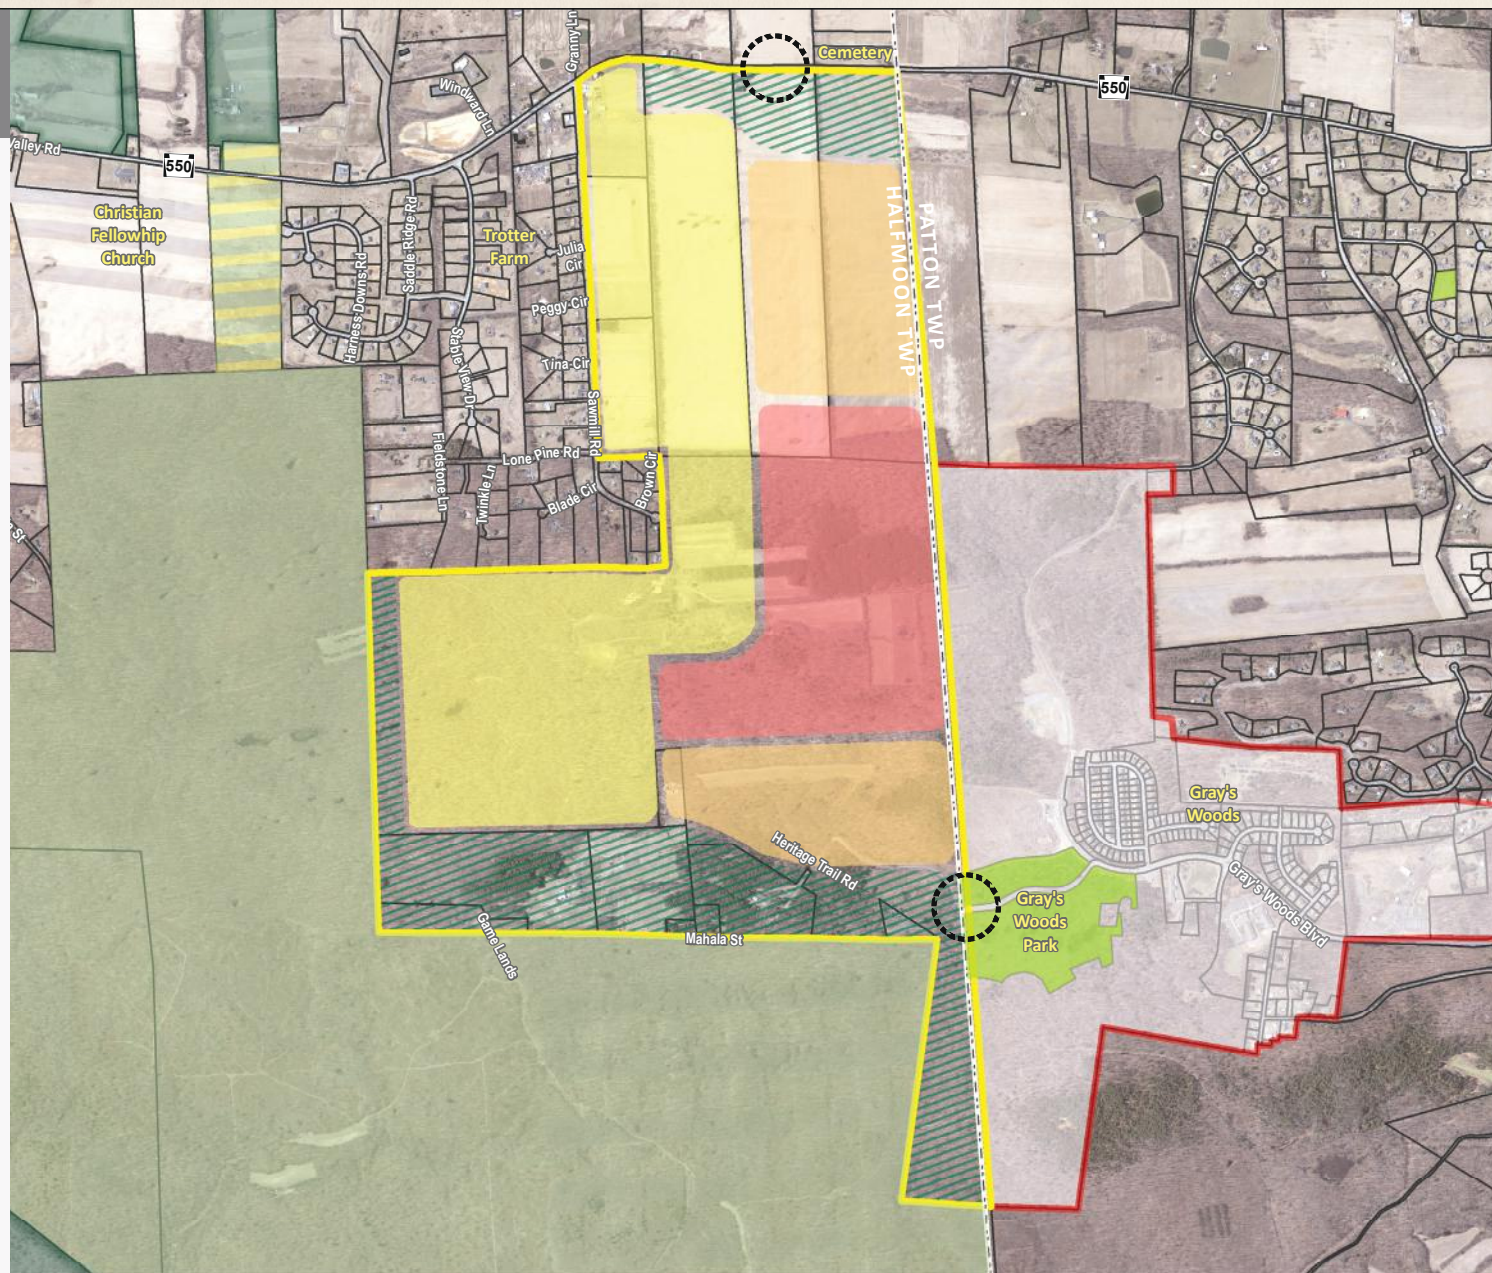 Cemetery
Granny Ln
550
Windward Ln
Valley Rd
550
Christian
Fellowhip
Church
Saddle Ridge Rd
Trotter
Farm
Julia
Cir
Harness Downs Rd
Peggy Cir
Stable View Dr
Tina Cir
PATTON TWP
HALFMOON TWP
Sawmill Rd
Lone Pine Rd
Fieldstone Ln
Twinkle Ln
Blade Cir
Brown Cir
St
Gray's
Woods
Heritage Trail Rd
Gray's Woods Blvd
Gray's
Woods
Park
Game Lands
Mahala St